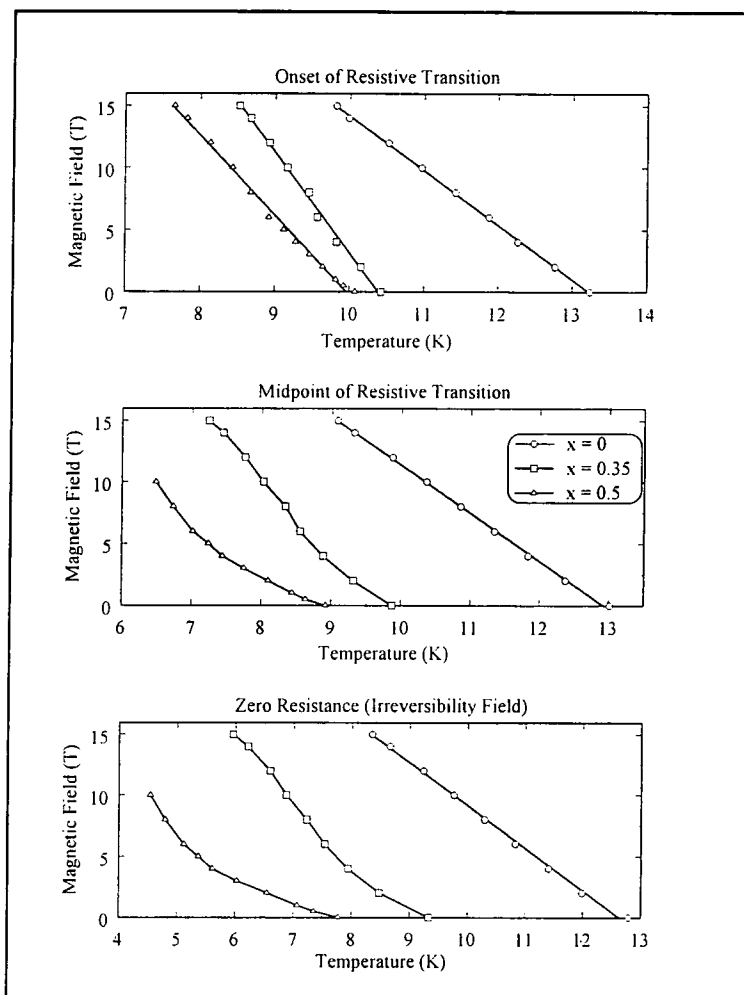 Onset of Resistive Transition
Magnetic Field (T)
15
10
5
0
7 8 9 10 11 12 13 14
Temperature (K)
Midpoint of Resistive Transition
Magnetic Field (T)
15
10
5
0
x = 0
x = 0.35
x = 0.5
6 7 8 9 10 11 12 13
Temperature (K)
Zero Resistance (Irreversibility Field)
Magnetic Field (T)
15
10
5
0
4 5 6 7 8 9 10 11 12 13
Temperature (K)